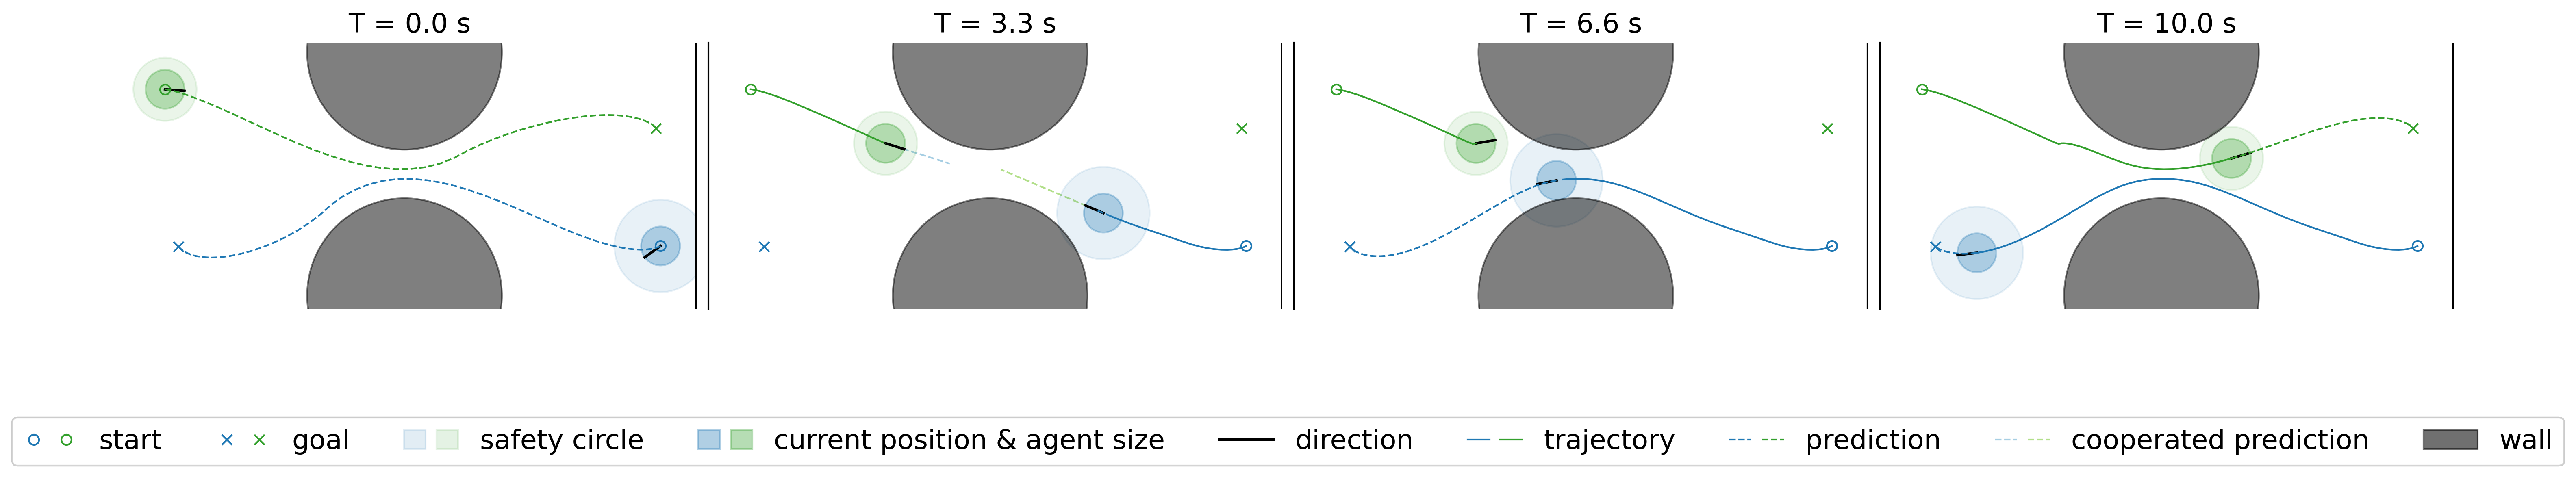 T = 0.0 s
T = 3.3 s
T = 6.6 s
T = 10.0 s
start
goal
safety circle
current position & agent size
direction
trajectory
prediction
cooperated prediction
wall